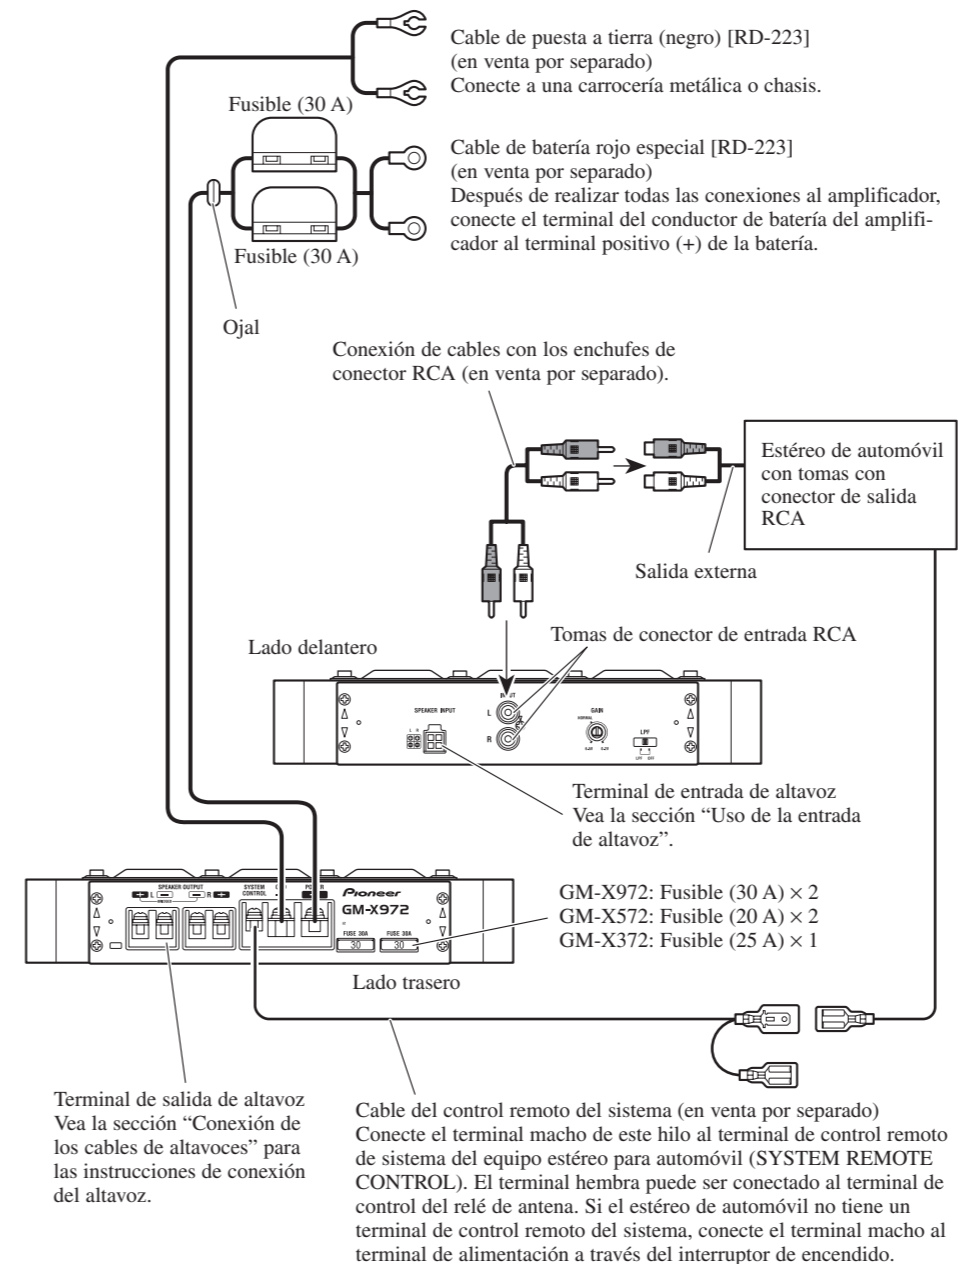 Cable de puesta a tierra (negro) [RD-223]
(en venta por separado)
Conecte a una carrocería metálica o chasis.
Fusible (30 A)
Cable de batería rojo especial [RD-223]
(en venta por separado)
Después de realizar todas las conexiones al amplificador,
conecte el terminal del conductor de batería del amplifi-
cador al terminal positivo (+) de la batería.
Fusible (30 A)
Ojal
Conexión de cables con los enchufes de
conector RCA (en venta por separado).
Estéreo de automóvil
con tomas con
conector de salida
RCA
Salida externa
Tomas de conector de entrada RCA
Lado delantero
SPEAKER INPUT
L R
INPUT
L
R
GAIN
NORMAL
LPF
LPF OFF
Terminal de entrada de altavoz
Vea la sección “Uso de la entrada
de altavoz”.
SPEAKER OUTPUT
L
R
SYSTEM
CONTROL
GND
POWER
Pioneer
GM-X972
FUSE 30A
FUSE 30A
30
30
GM-X972: Fusible (30 A) × 2
GM-X572: Fusible (20 A) × 2
GM-X372: Fusible (25 A) × 1
Lado trasero
Terminal de salida de altavoz
Vea la sección “Conexión de
los cables de altavoces” para
las instrucciones de conexión
del altavoz.
Cable del control remoto del sistema (en venta por separado)
Conecte el terminal macho de este hilo al terminal de control remoto
de sistema del equipo estéreo para automóvil (SYSTEM REMOTE
CONTROL). El terminal hembra puede ser conectado al terminal de
control del relé de antena. Si el estéreo de automóvil no tiene un
terminal de control remoto del sistema, conecte el terminal macho al
terminal de alimentación a través del interruptor de encendido.